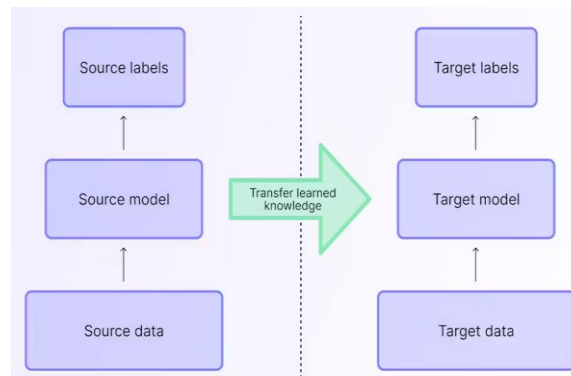 Source labels
Target labels
Source model
Transfer learned
knowledge
Target model
Source data
Target data